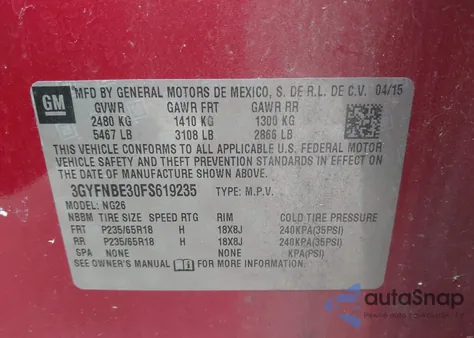 GM
MFD BY GENERAL MOTORS DE MEXICO, S. DE R.L. DE C.V. 04/15
GVWR GAWR FRT GAWR RR
2480 KG 1410 KG 1300 KG
5467 LB 3108 LB 2866 LB
THIS VEHICLE CONFORMS TO ALL APPLICABLE U.S. FEDERAL MOTOR
VEHICLE SAFETY AND THEFT PREVENTION STANDARDS IN EFFECT ON
THE DATE OF MANUFACTURE SHOWN ABOVE.
3GYFNBE30FS619235 TYPE: M.P.V.
MODEL: NG26
NBBM TIRE SIZE SPEED RTG RIM COLD TIRE PRESSURE
FRT P235/65R18 H 18X8J 240KPA(35PSI)
RR P235/65R18 H 18X8J 240KPA(35PSI)
SPA NONE NONE KPA(PSI)
SEE OWNER'S MANUAL FOR MORE INFORMATION.
autoSnap